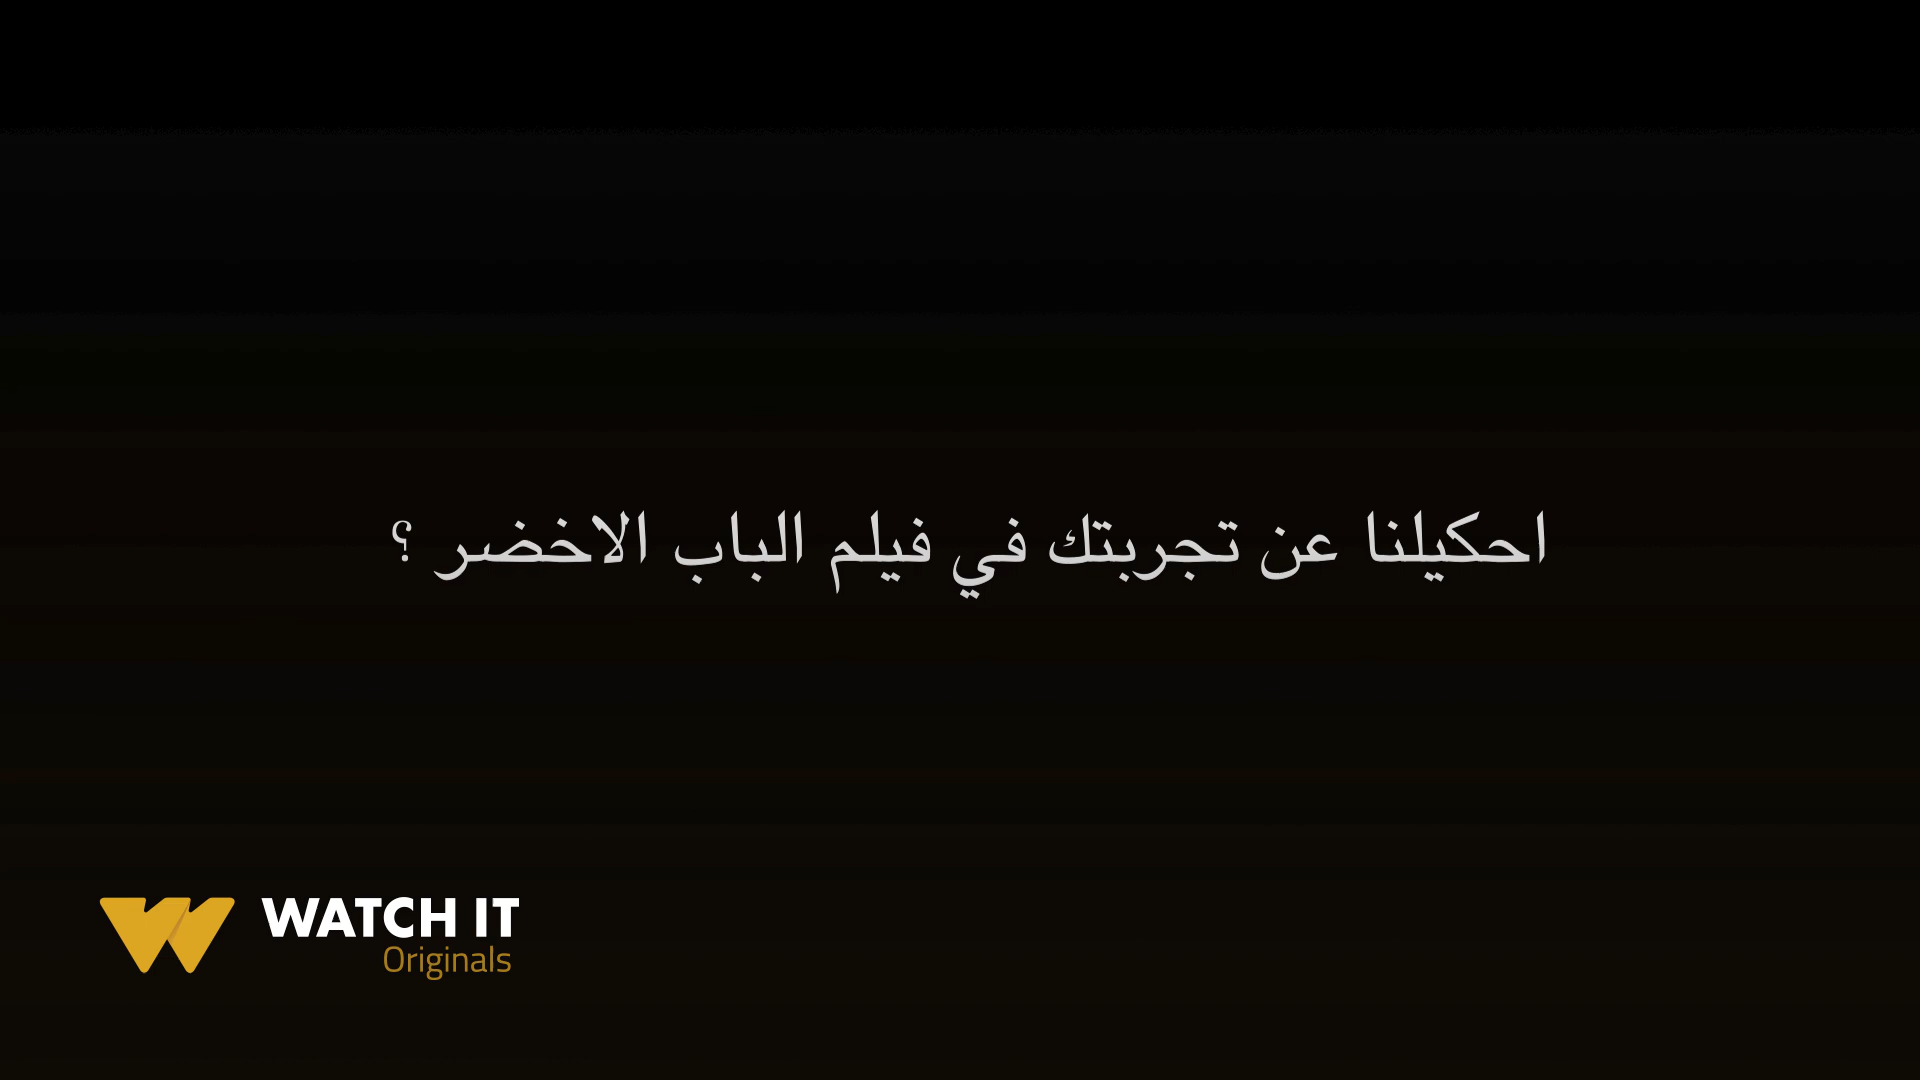 احكيلنا عن تجربتك في فيلم الباب الاخضر ؟
WATCH IT
Originals